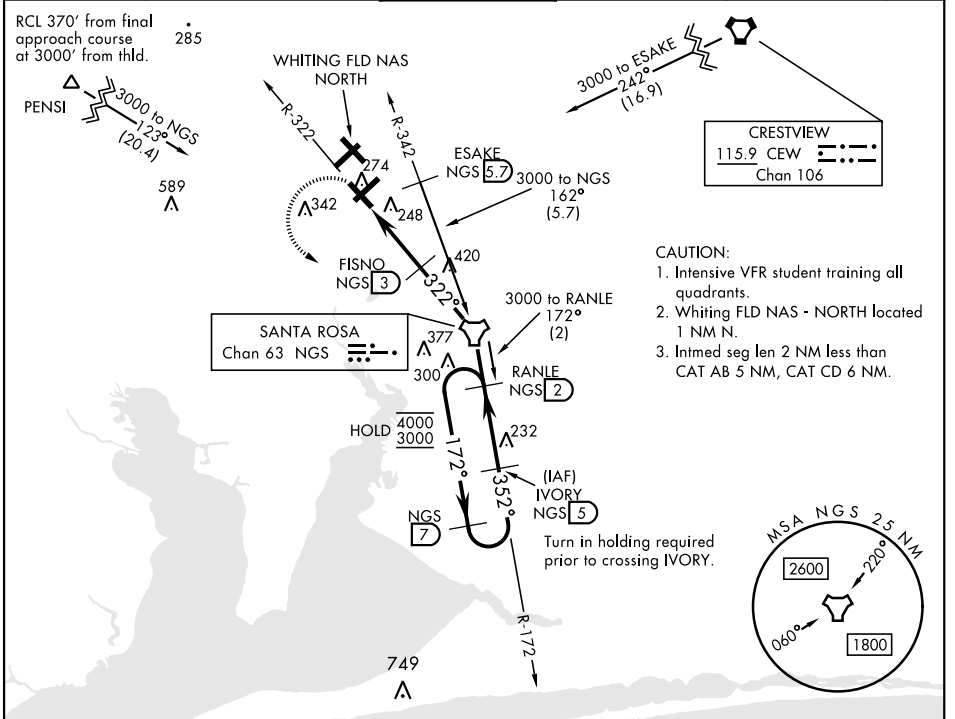 RCL 370' from final
approach course
at 3000' from thld.
285
PENSI
3000 to NGS
123°
(20.4)
589
WHITING FLD NAS
NORTH
R-322
R-342
274
342
248
ESAKE
NGS 5.7
3000 to NGS
162°
(5.7)
3000 to ESAKE
242°
(16.9)
CRESTVIEW
115.9 CEW
Chan 106
FISNO
NGS 3
420
322°
3000 to RANLE
172°
(2)
CAUTION:
1. Intensive VFR student training all
quadrants.
2. Whiting FLD NAS - NORTH located
1 NM N.
3. Intmed seg len 2 NM less than
CAT AB 5 NM, CAT CD 6 NM.
SANTA ROSA
Chan 63 NGS
377
300
RANLE
NGS 2
HOLD 4000
3000
172°
232
352°
(IAF)
IVORY
NGS 5
NGS
7
Turn in holding required
prior to crossing IVORY.
R-172
749
MSA NGS 25 NM
2600
220°
060°
1800